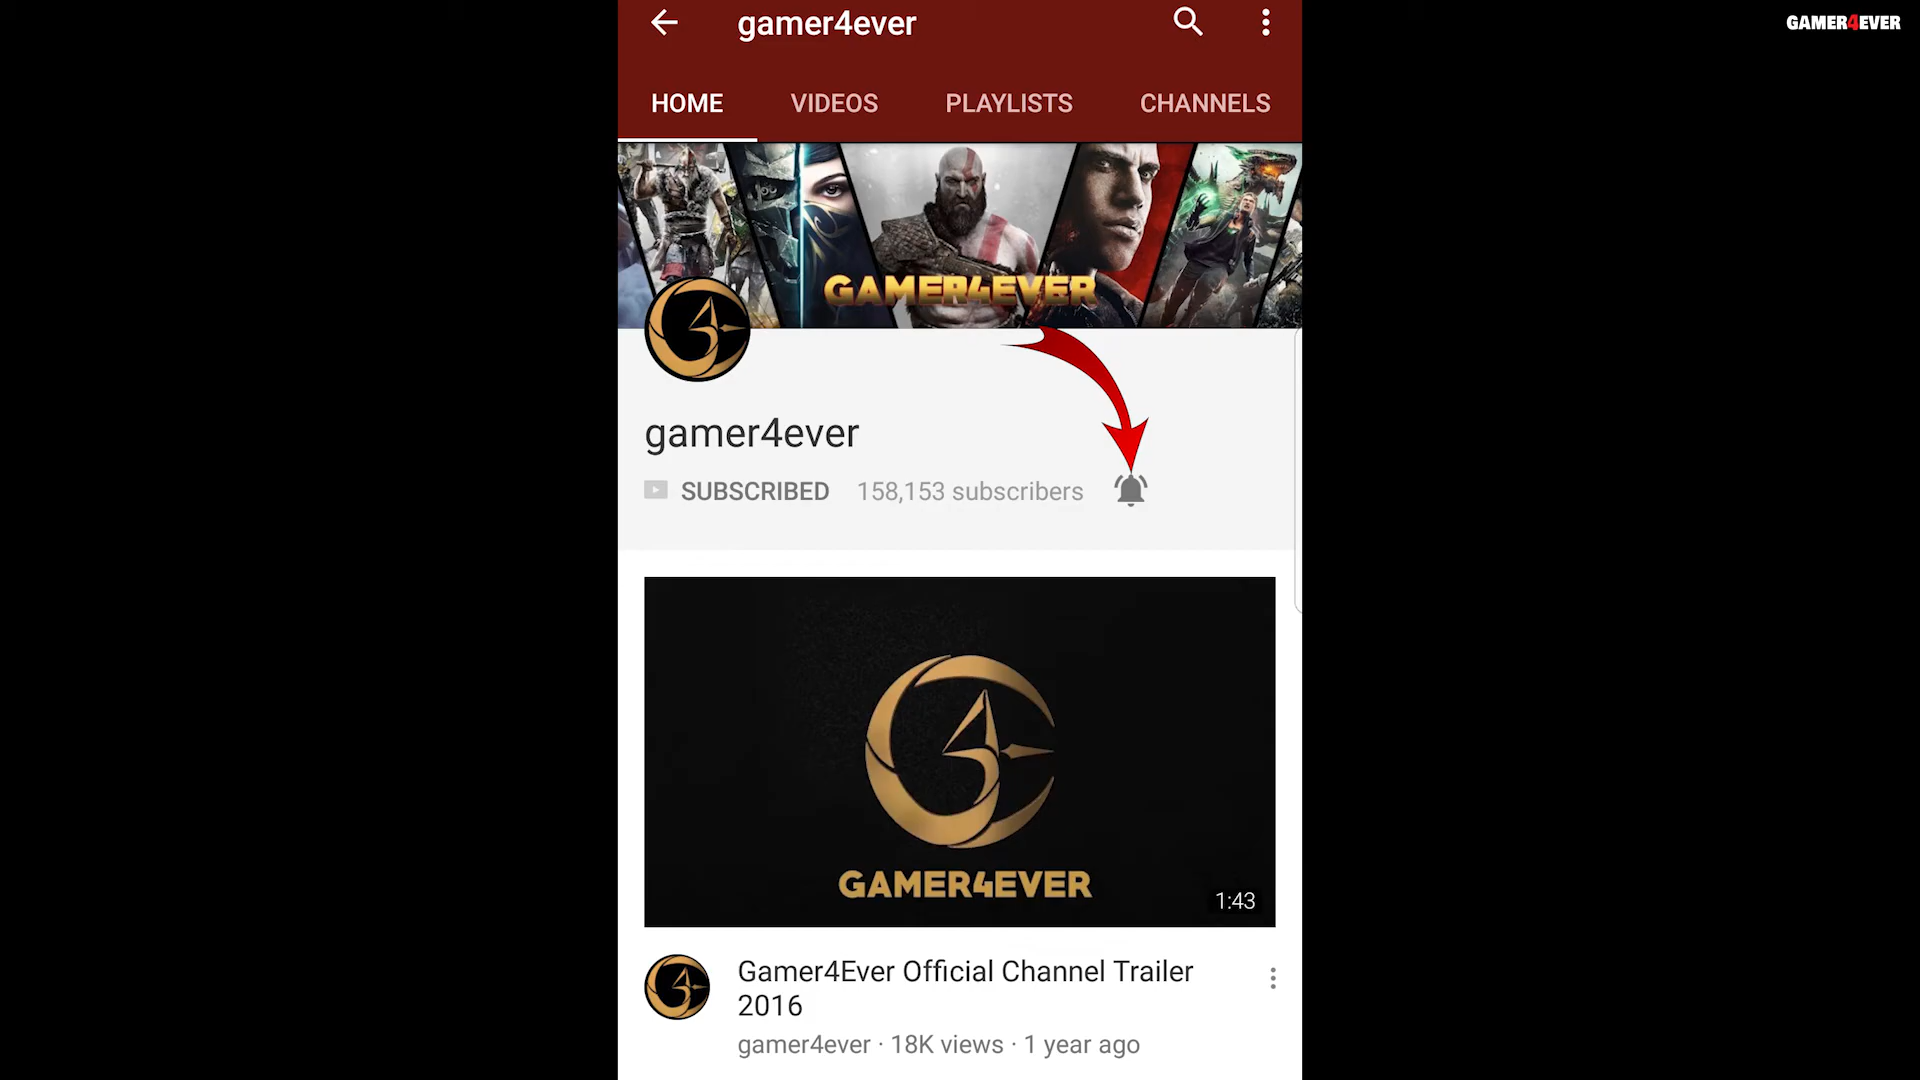 gamer4ever
GAMER4EVER
HOME VIDEOS PLAYLISTS CHANNELS
GAMER4EVER
gamer4ever
SUBSCRIBED 158,153 subscribers
GAMER4EVER
1:43
Gamer4Ever Official Channel Trailer
2016
gamer4ever · 18K views · 1 year ago